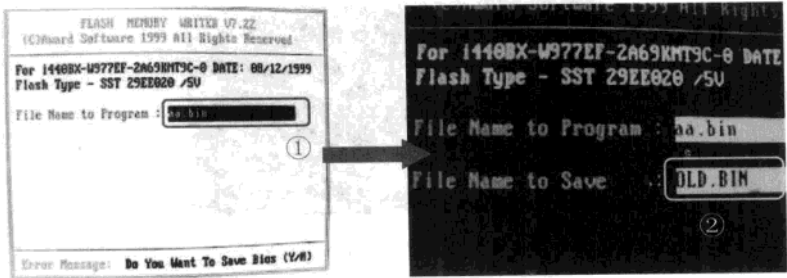 FLASH MEMORY WRITER V7.22
(C)Award Software 1999 All Rights Reserved
For i440BX-W977EF-2A69KMT9C-0 DATE: 08/12/1999
Flash Type - SST 29EE020 /5V
File Name to Program : aa.bin
①
Error Message: Do You Want To Save Bios (Y/N)
Software 1999 All Rights
For i440BX-W977EF-2A69KMT9C-0 DATE
Flash Type - SST 29EE020 /5V
File Name to Program : aa.bin
File Name to Save : OLD.BIN
②